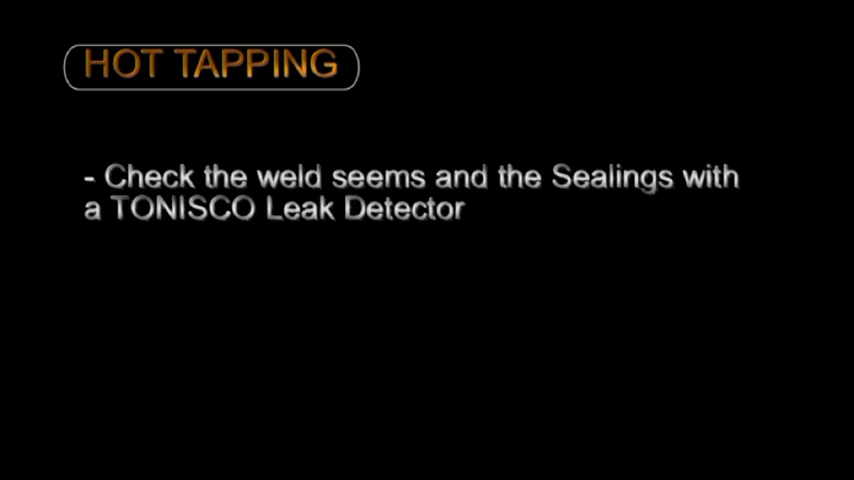 HOT TAPPING
- Check the weld seems and the Sealings with
a TONISCO Leak Detector